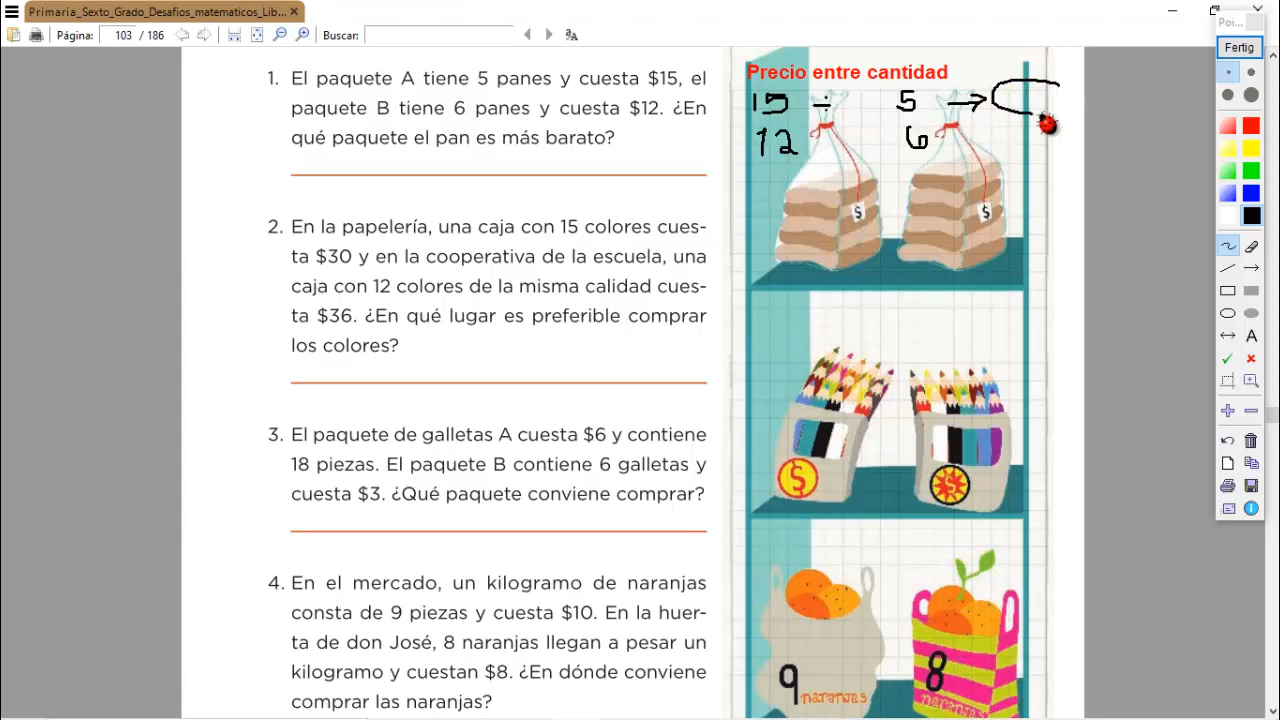 Primaria_Sexto_Grado_Desafios_matematicos_Lib...
Página: 103 / 186
Buscar:
1. El paquete A tiene 5 panes y cuesta $15, el
paquete B tiene 6 panes y cuesta $12. ¿En
qué paquete el pan es más barato?
2. En la papelería, una caja con 15 colores cues-
ta $30 y en la cooperativa de la escuela, una
caja con 12 colores de la misma calidad cues-
ta $36. ¿En qué lugar es preferible comprar
los colores?
3. El paquete de galletas A cuesta $6 y contiene
18 piezas. El paquete B contiene 6 galletas y
cuesta $3. ¿Qué paquete conviene comprar?
4. En el mercado, un kilogramo de naranjas
consta de 9 piezas y cuesta $10. En la huer-
ta de don José, 8 naranjas llegan a pesar un
kilogramo y cuestan $8. ¿En dónde conviene
comprar las naranjas?
Precio entre cantidad
15 ÷ 5 →
12 6
$ $
$ $
9 naranjas
8 naranjas
Poi...
Fertig
A